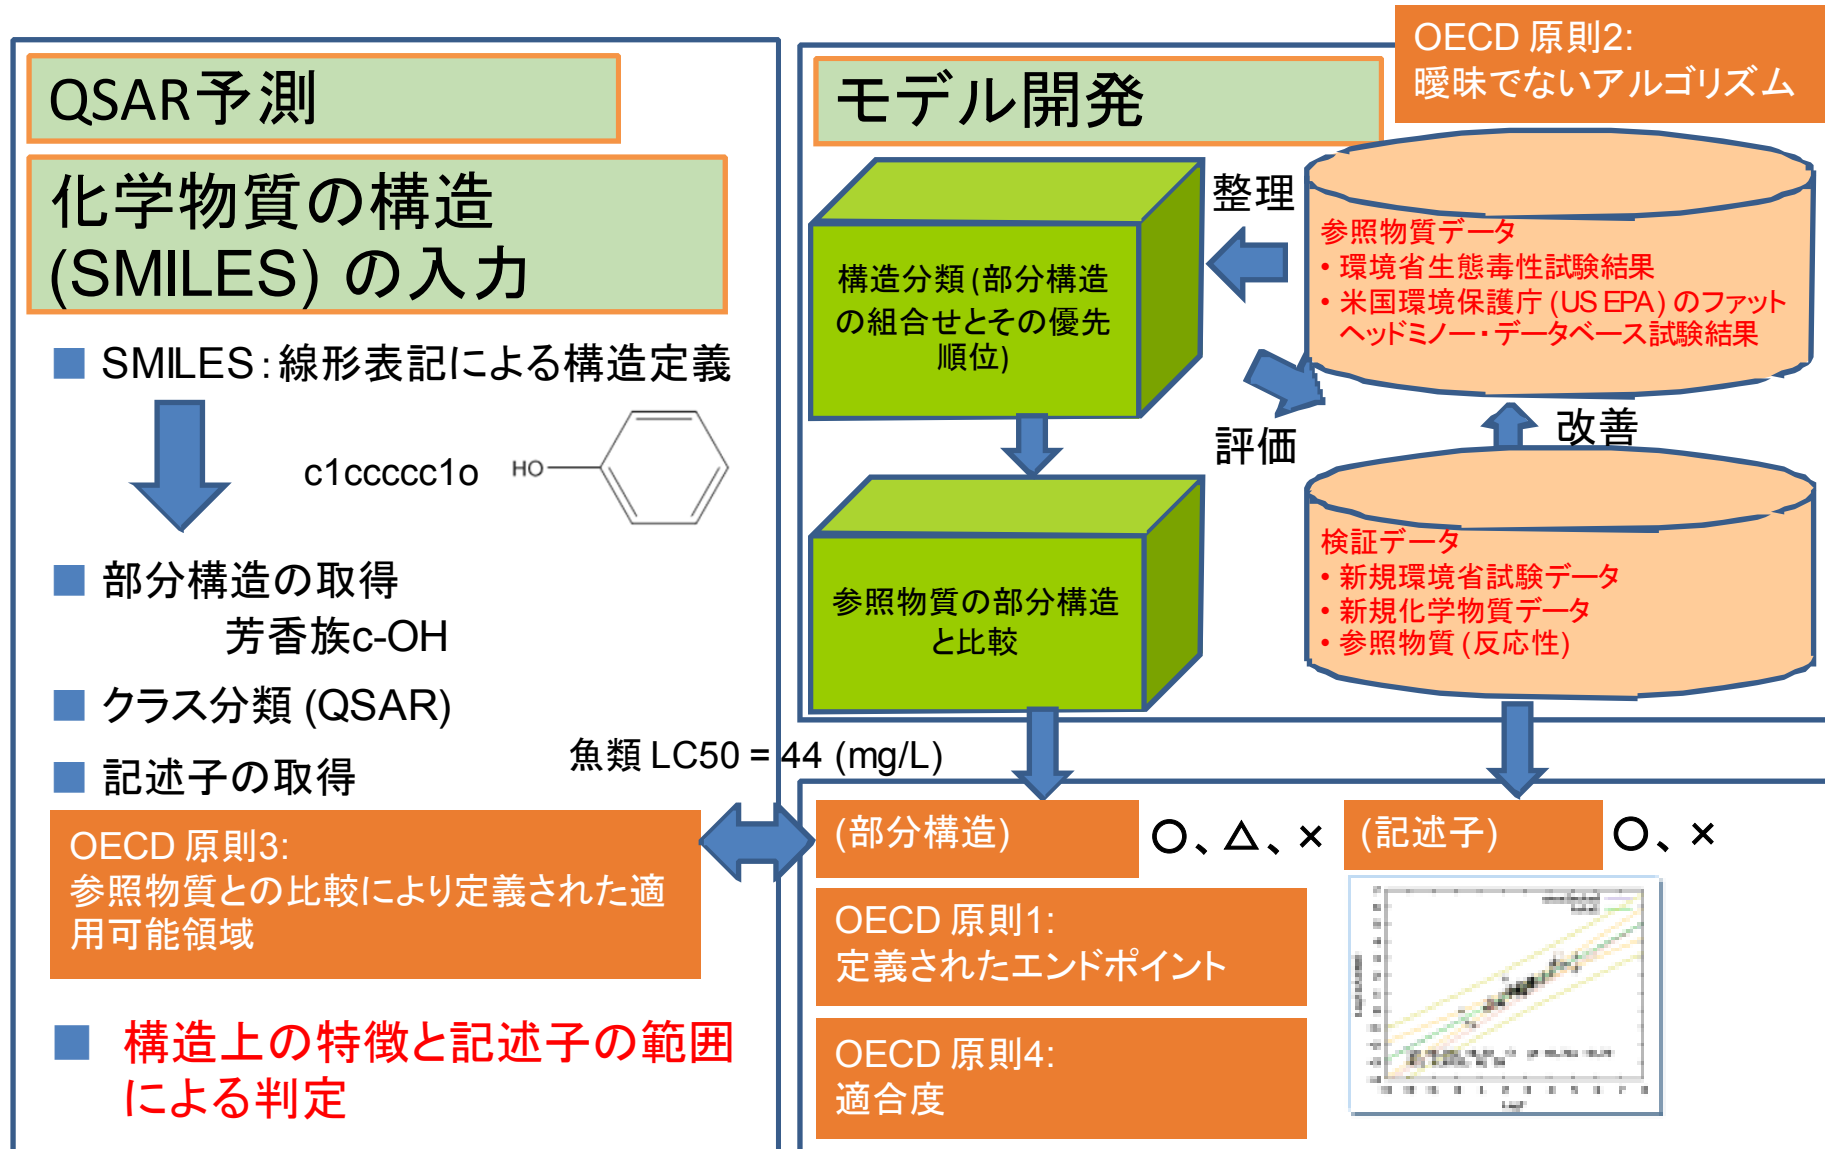 QSAR予測
化学物質の構造
(SMILES) の入力
SMILES：線形表記による構造定義
c1ccccc1o
HO
部分構造の取得
芳香族c-OH
クラス分類 (QSAR)
記述子の取得
魚類 LC50 = 44 (mg/L)
OECD 原則3:
参照物質との比較により定義された適
用可能領域
構造上の特徴と記述子の範囲
による判定
モデル開発
OECD 原則2:
曖昧でないアルゴリズム
構造分類 (部分構造
の組合せとその優先
順位)
整理
参照物質データ
• 環境省生態毒性試験結果
• 米国環境保護庁 (US EPA) のファット
ヘッドミノー・データベース試験結果
評価
改善
参照物質の部分構造
と比較
検証データ
• 新規環境省試験データ
• 新規化学物質データ
• 参照物質 (反応性)
(部分構造)
○、△、×
(記述子)
○、×
OECD 原則1:
定義されたエンドポイント
OECD 原則4:
適合度